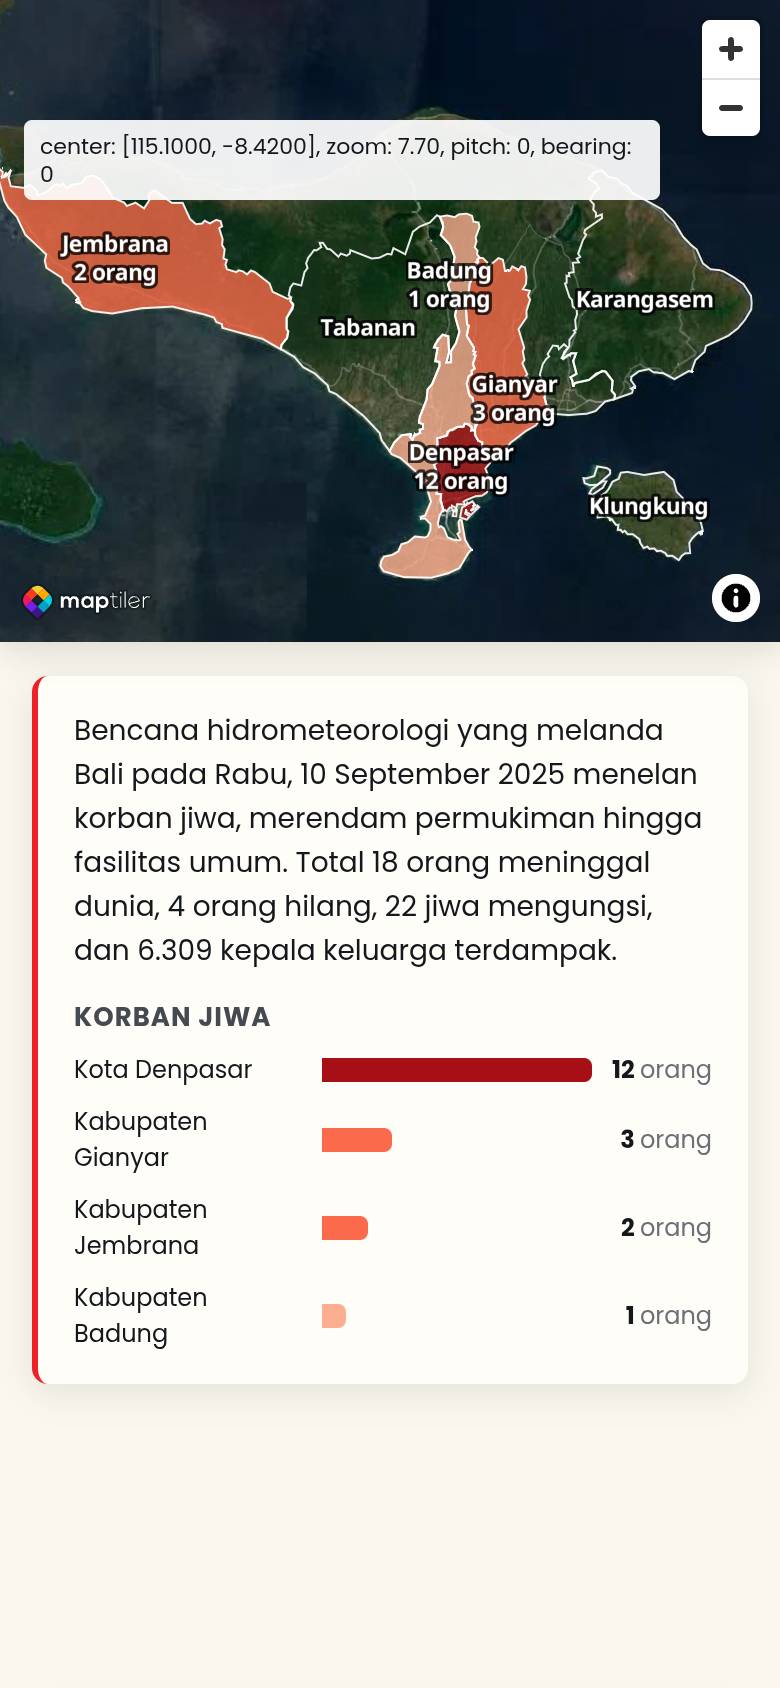 center: [115.1000, -8.4200], zoom: 7.70, pitch: 0, bearing:
0
Jembrana
2 orang
Badung
1 orang
Karangasem
Tabanan
Gianyar
3 orang
Denpasar
12 orang
Klungkung
maptiler
Bencana hidrometeorologi yang melanda
Bali pada Rabu, 10 September 2025 menelan
korban jiwa, merendam permukiman hingga
fasilitas umum. Total 18 orang meninggal
dunia, 4 orang hilang, 22 jiwa mengungsi,
dan 6.309 kepala keluarga terdampak.
KORBAN JIWA
Kota Denpasar 12 orang
Kabupaten
Gianyar
3 orang
Kabupaten
Jembrana
2 orang
Kabupaten
Badung
1 orang